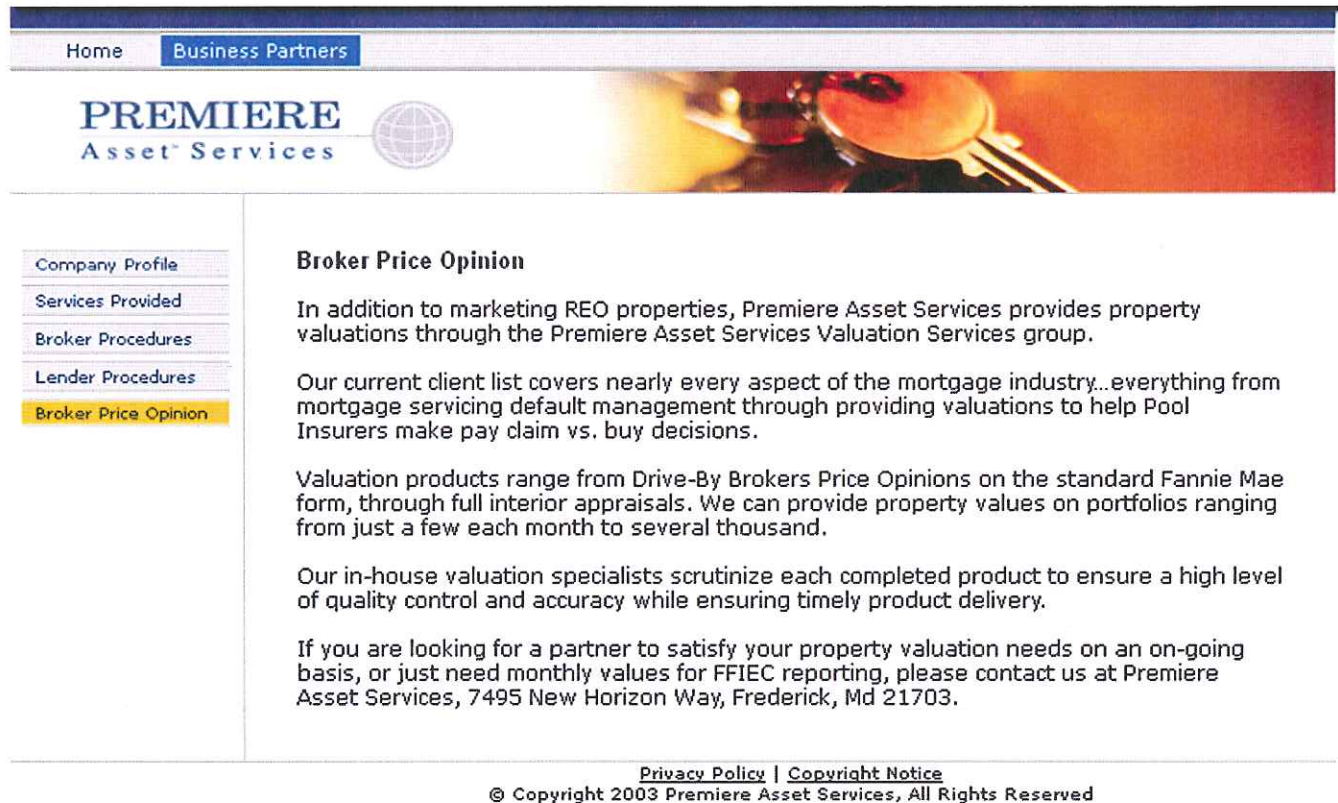 Home Business Partners
PREMIERE
Asset Services
Company Profile
Services Provided
Broker Procedures
Lender Procedures
Broker Price Opinion
Broker Price Opinion
In addition to marketing REO properties, Premiere Asset Services provides property
valuations through the Premiere Asset Services Valuation Services group.
Our current client list covers nearly every aspect of the mortgage industry...everything from
mortgage servicing default management through providing valuations to help Pool
Insurers make pay claim vs. buy decisions.
Valuation products range from Drive-By Brokers Price Opinions on the standard Fannie Mae
form, through full interior appraisals. We can provide property values on portfolios ranging
from just a few each month to several thousand.
Our in-house valuation specialists scrutinize each completed product to ensure a high level
of quality control and accuracy while ensuring timely product delivery.
If you are looking for a partner to satisfy your property valuation needs on an on-going
basis, or just need monthly values for FFIEC reporting, please contact us at Premiere
Asset Services, 7495 New Horizon Way, Frederick, Md 21703.
Privacy Policy | Copyright Notice
© Copyright 2003 Premiere Asset Services, All Rights Reserved